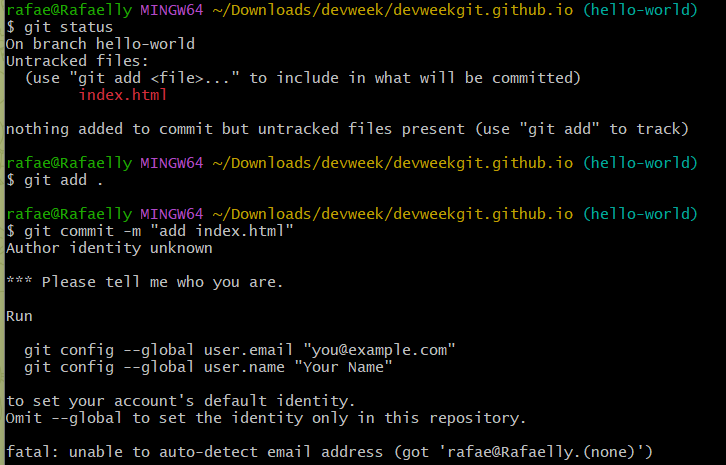 rafae@Rafaelly MINGW64 ~/Downloads/devweek/devweekgit.github.io (hello-world)
$ git status
On branch hello-world
Untracked files:
  (use "git add <file>..." to include in what will be committed)
        index.html

nothing added to commit but untracked files present (use "git add" to track)

rafae@Rafaelly MINGW64 ~/Downloads/devweek/devweekgit.github.io (hello-world)
$ git add .

rafae@Rafaelly MINGW64 ~/Downloads/devweek/devweekgit.github.io (hello-world)
$ git commit -m "add index.html"
Author identity unknown

*** Please tell me who you are.

Run

  git config --global user.email "you@example.com"
  git config --global user.name "Your Name"

to set your account's default identity.
Omit --global to set the identity only in this repository.

fatal: unable to auto-detect email address (got 'rafae@Rafaelly.(none)')